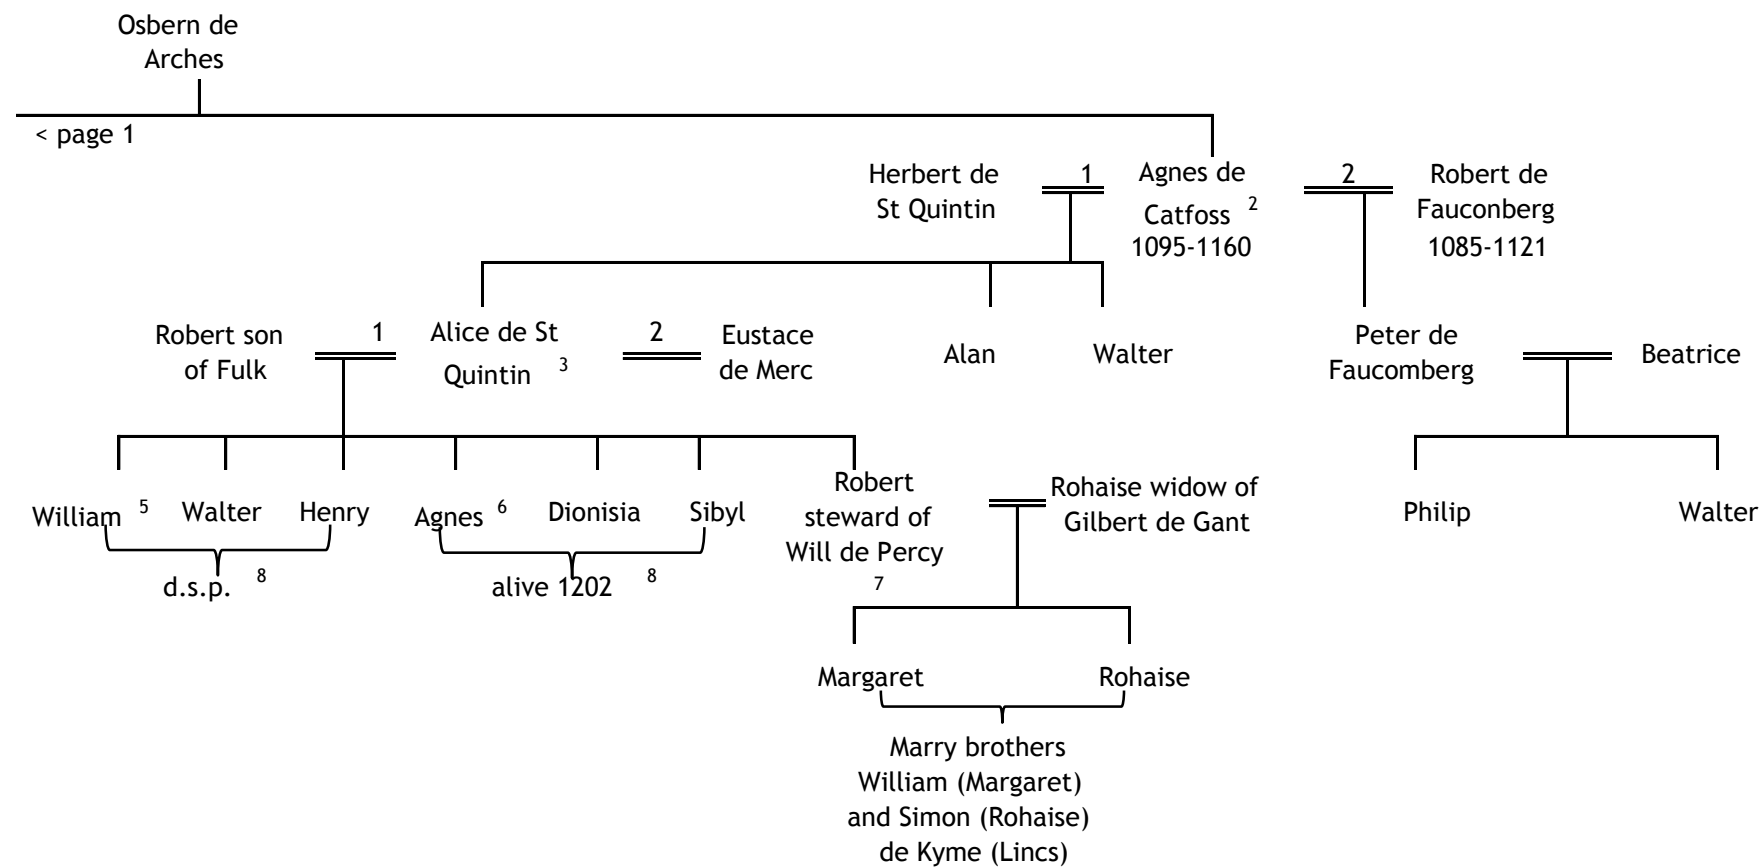 Osbern de
Arches
< page 1
Herbert de
St Quintin
1
Agnes de
Catfoss 2
1095-1160
2
Robert de
Fauconberg
1085-1121
Robert son
of Fulk
1
Alice de St
Quintin 3
2
Eustace
de Merc
Alan
Walter
Peter de
Faucomberg
Beatrice
William 5
Walter
Henry
Agnes 6
Dionisia
Sibyl
Robert
steward of
Will de Percy
7
Rohaise widow of
Gilbert de Gant
Philip
Walter
d.s.p. 8
alive 1202 8
Margaret
Rohaise
Marry brothers
William (Margaret)
and Simon (Rohaise)
de Kyme (Lincs)